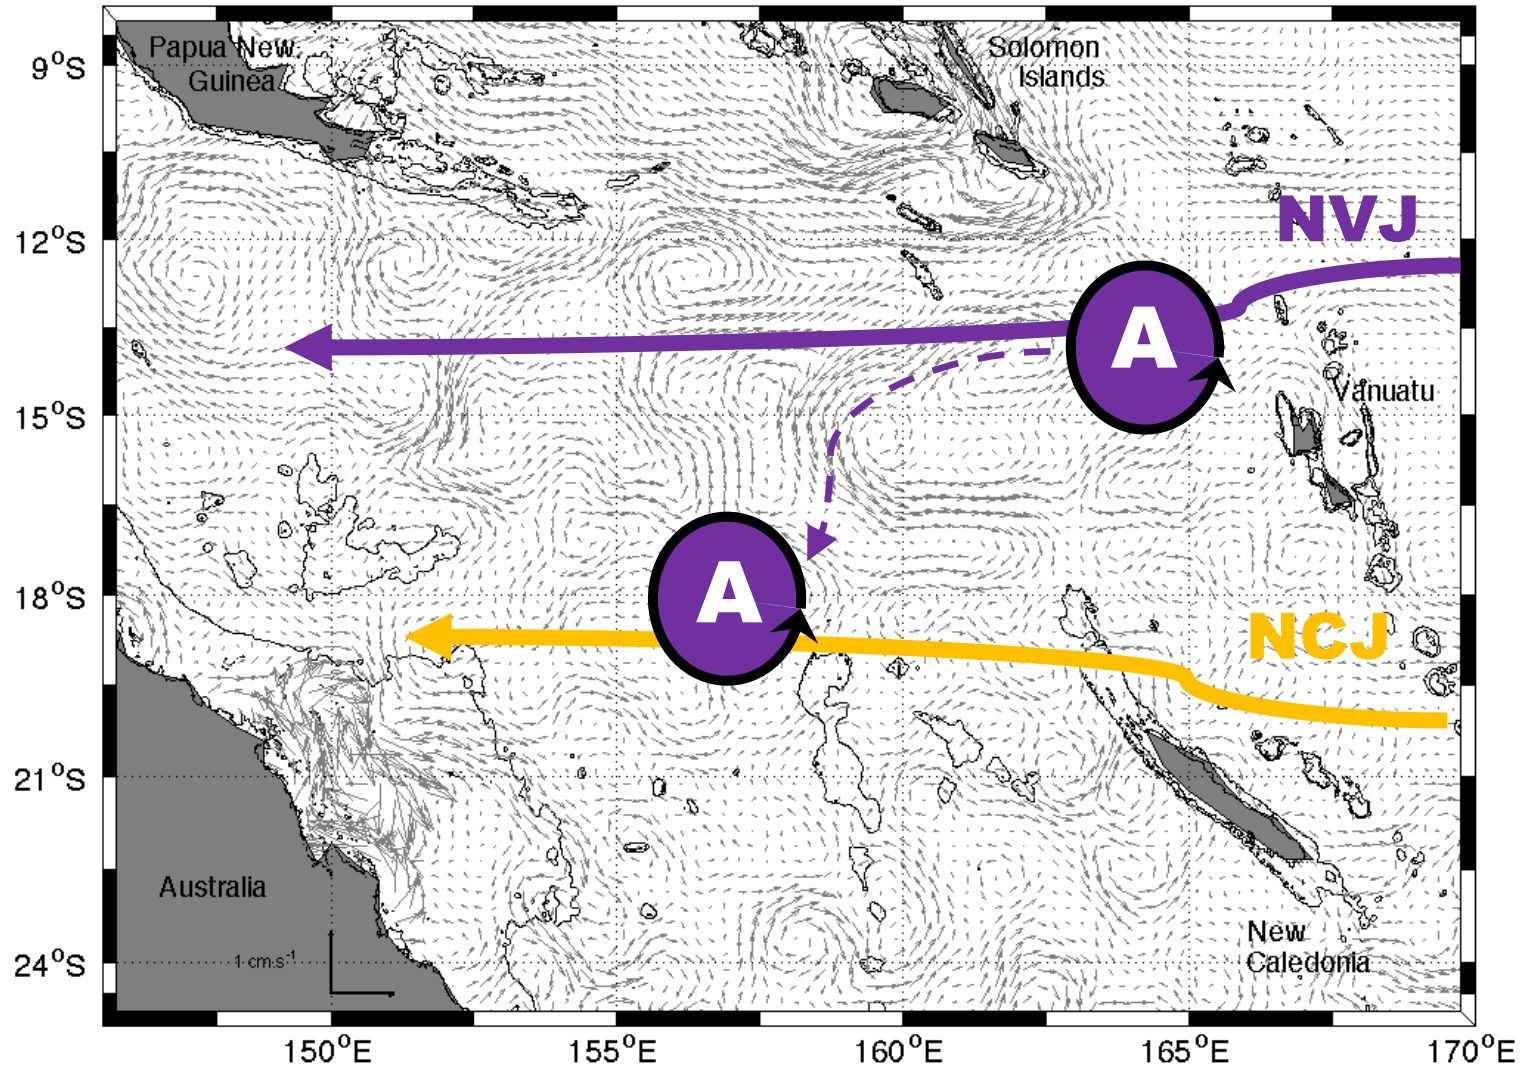 Papua New
Guinea
Solomon
Islands
9°S
NVJ
12°S
A
Vanuatu
15°S
A
18°S
NCJ
21°S
Australia
New
Caledonia
1 cm.s⁻¹
24°S
150°E
155°E
160°E
165°E
170°E